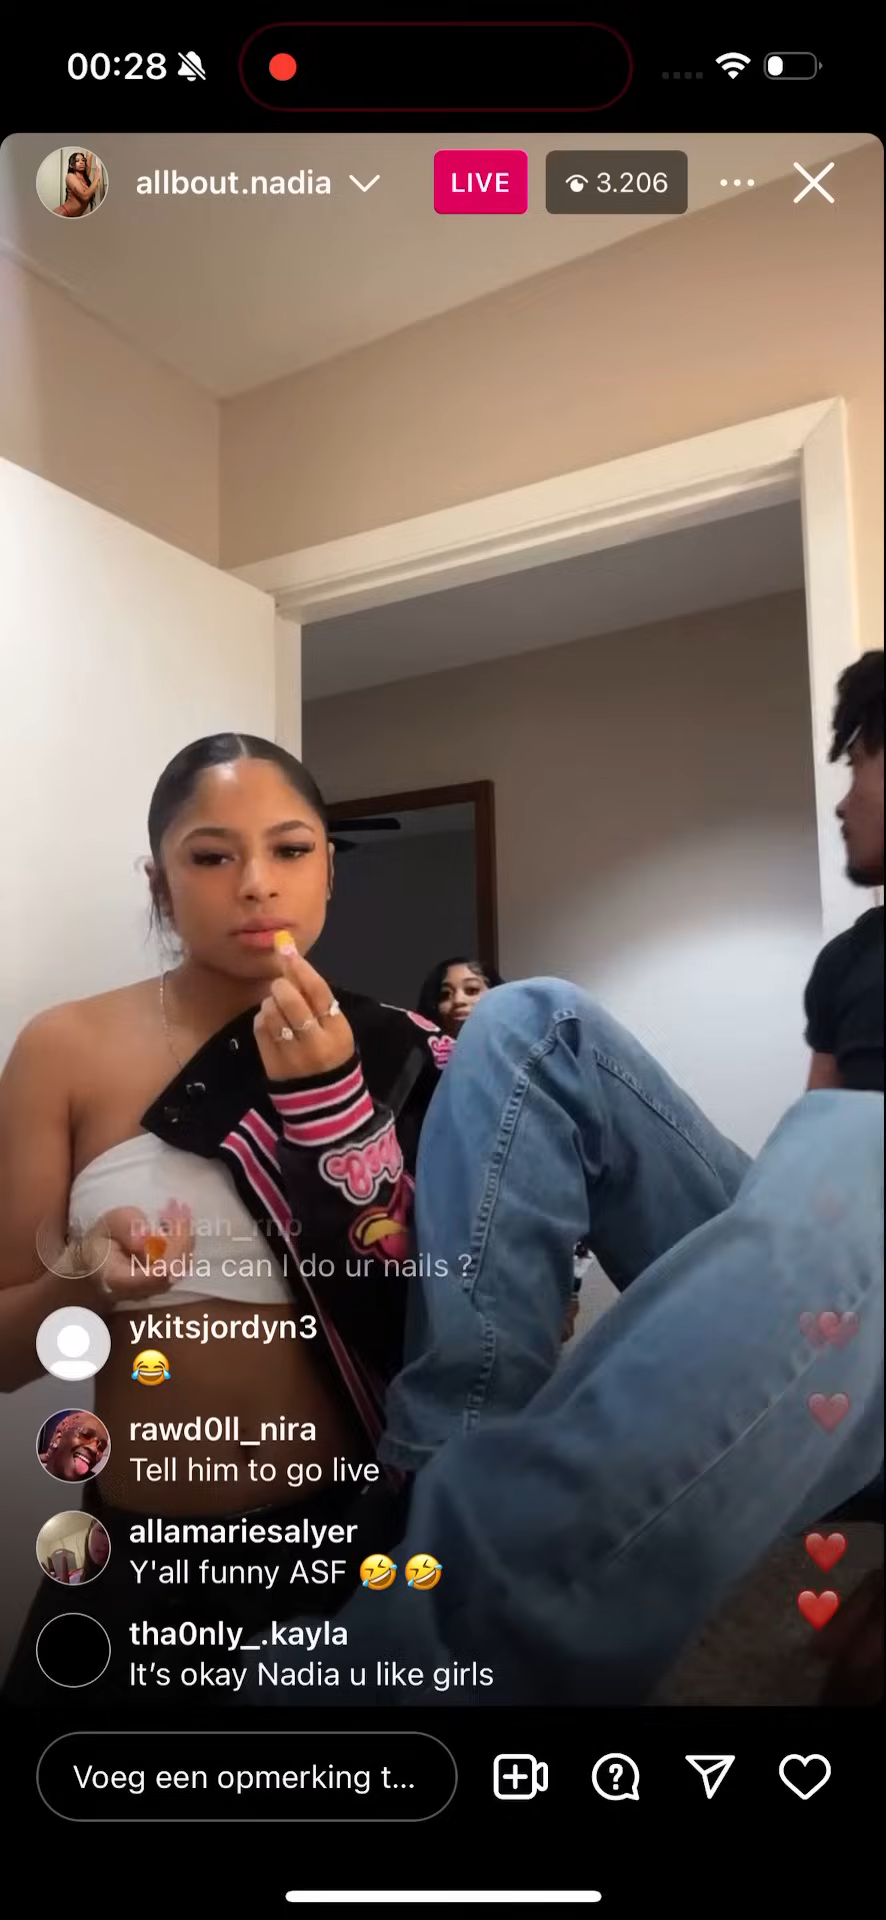 00:28
allbout.nadia
LIVE
3.206
mariah_rnp
Nadia can I do ur nails ?
ykitsjordyn3
😂
rawd0ll_nira
Tell him to go live
allamariesalyer
Y'all funny ASF 🤣🤣
tha0nly_.kayla
It’s okay Nadia u like girls
Voeg een opmerking t...